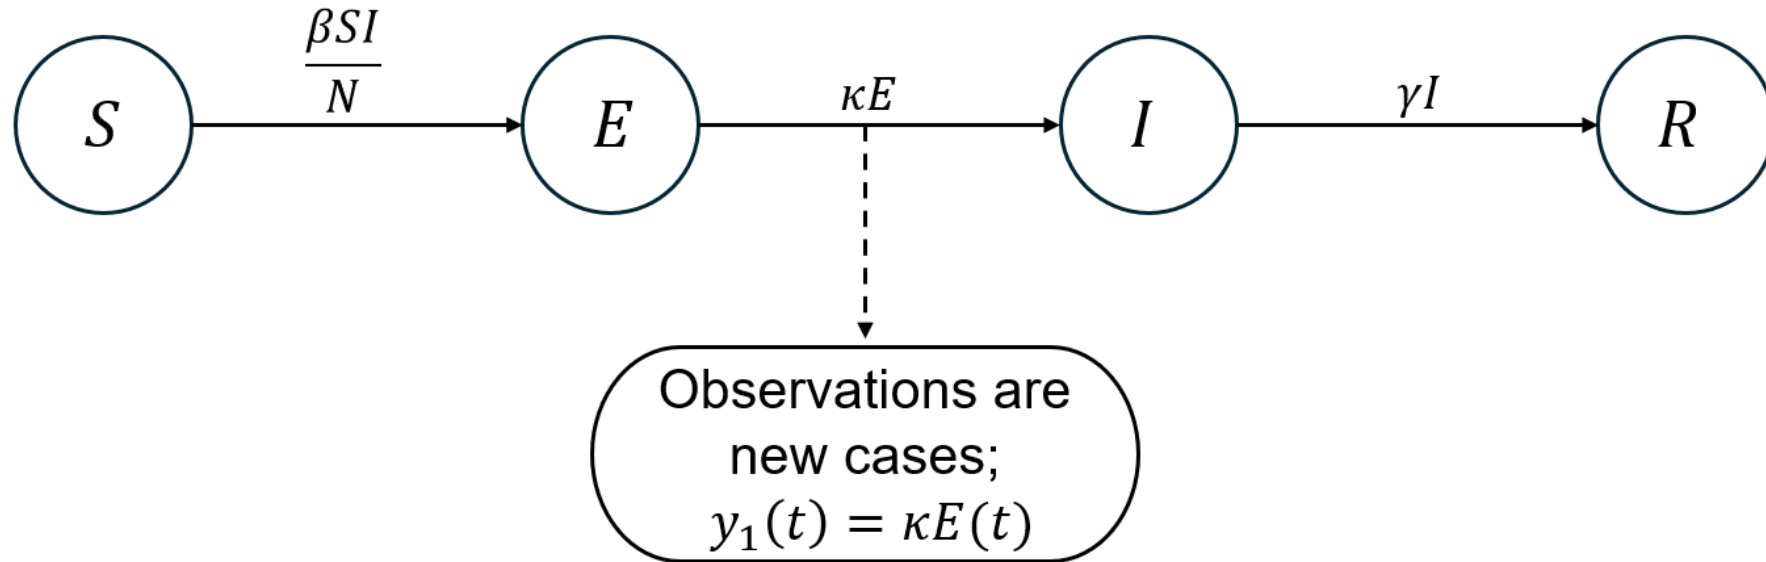 βSI
N
S
E
κE
I
γI
R
Observations are
new cases;
y₁(t) = κE(t)